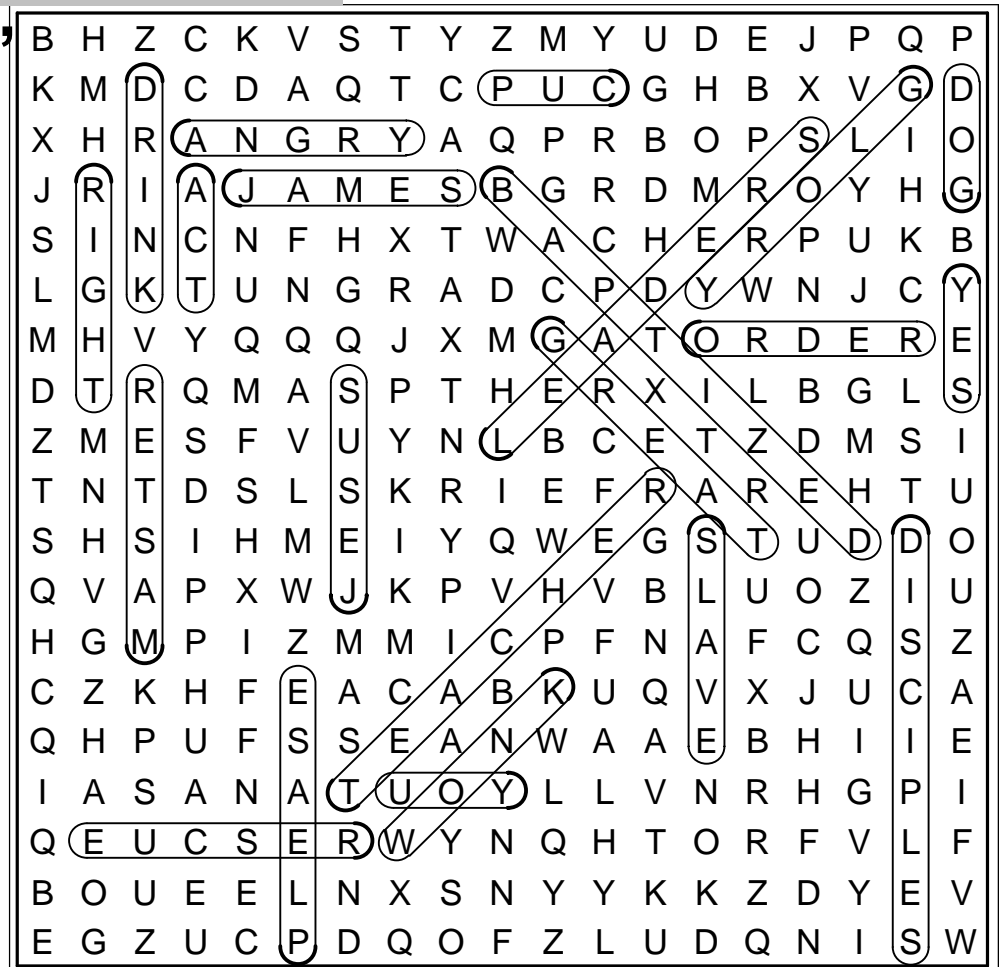 B H Z C K V S T Y Z M Y U D E J P Q P
K M D C D A Q T C P U C G H B X V G D
X H R A N G R Y A Q P R B O P S L I O
J R I A J A M E S B G R D M R O Y H G
S I N C N F H X T W A C H E R P U K B
L G K T U N G R A D C P D Y W N J C Y
M H V Y Q Q Q J X M G A T O R D E R E
D T R Q M A S P T H E R X I L B G L S
Z M E S F V U Y N L B C E T Z D M S I
T N T D S L S K R I E F R A R E H T U
S H S I H M E I Y Q W E G S T U D D O
Q V A P X W J K P V H V B L U O Z I U
H G M P I Z M M I C P F N A F C Q S Z
C Z K H F E A C A B K U Q V X J U C A
Q H P U F S S E A N W A A E B H I I E
I A S A N A T U O Y L L V N R H G P I
Q E U C S E R W Y N Q H T O R F V L F
B O U E E L N X S N Y Y K K Z D Y E V
E G Z U C P D Q O F Z L U D Q N I S W